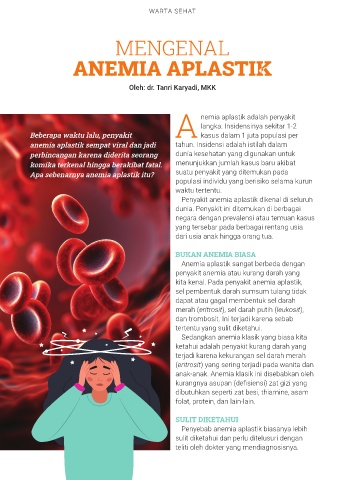 WARTA SEHAT
MENGENAL
ANEMIA APLASTIK
Oleh: dr. Tanri Karyadi, MKK
Beberapa waktu lalu, penyakit
anemia aplastik sempat viral dan jadi
perbincangan karena diderita seorang
komika terkenal hingga berakibat fatal.
Apa sebenarnya anemia aplastik itu?
Anemia aplastik adalah penyakit
langka. Insidensinya sekitar 1-2
kasus dalam 1 juta populasi per
tahun. Insidensi adalah istilah dalam
dunia kesehatan yang digunakan untuk
menunjukkan jumlah kasus baru akibat
suatu penyakit yang ditemukan pada
populasi individu yang berisiko selama kurun
waktu tertentu.
Penyakit anemia aplastik dikenal di seluruh
dunia. Penyakit ini ditemukan di berbagai
negara dengan prevalensi atau temuan kasus
yang tersebar pada berbagai rentang usia
dari usia anak hingga orang tua.
BUKAN ANEMIA BIASA
Anemia aplastik sangat berbeda dengan
penyakit anemia atau kurang darah yang
kita kenal. Pada penyakit anemia aplastik,
sel pembentuk darah sumsum tulang tidak
dapat atau gagal membentuk sel darah
merah (eritrosit), sel darah putih (leukosit),
dan trombosit. Ini terjadi karena sebab
tertentu yang sulit diketahui.
Sedangkan anemia klasik yang biasa kita
ketahui adalah penyakit kurang darah yang
terjadi karena kekurangan sel darah merah
(eritrosit) yang sering terjadi pada wanita dan
anak-anak. Anemia klasik ini disebabkan oleh
kurangnya asupan (defisiensi) zat gizi yang
dibutuhkan seperti zat besi, thiamine, asam
folat, protein, dan lain-lain.
SULIT DIKETAHUI
Penyebab anemia aplastik biasanya lebih
sulit diketahui dan perlu ditelusuri dengan
teliti oleh dokter yang mendiagnosisnya.